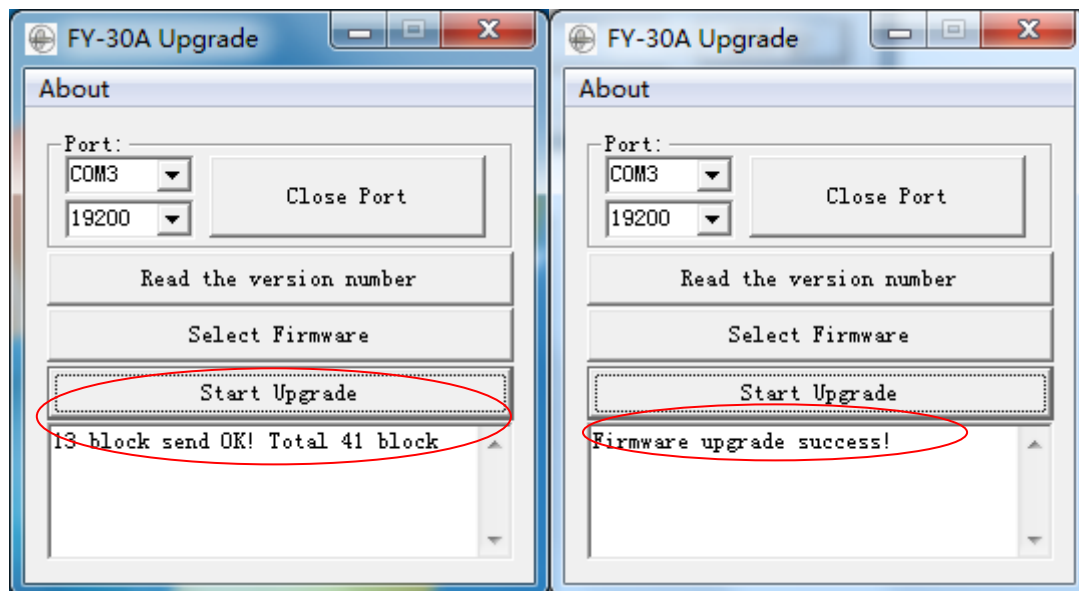 FY-30A Upgrade
About
Port:
COM3
Close Port
19200
Read the version number
Select Firmware
Start Upgrade
13 block send OK! Total 41 block
FY-30A Upgrade
About
Port:
COM3
Close Port
19200
Read the version number
Select Firmware
Start Upgrade
Firmware upgrade success!